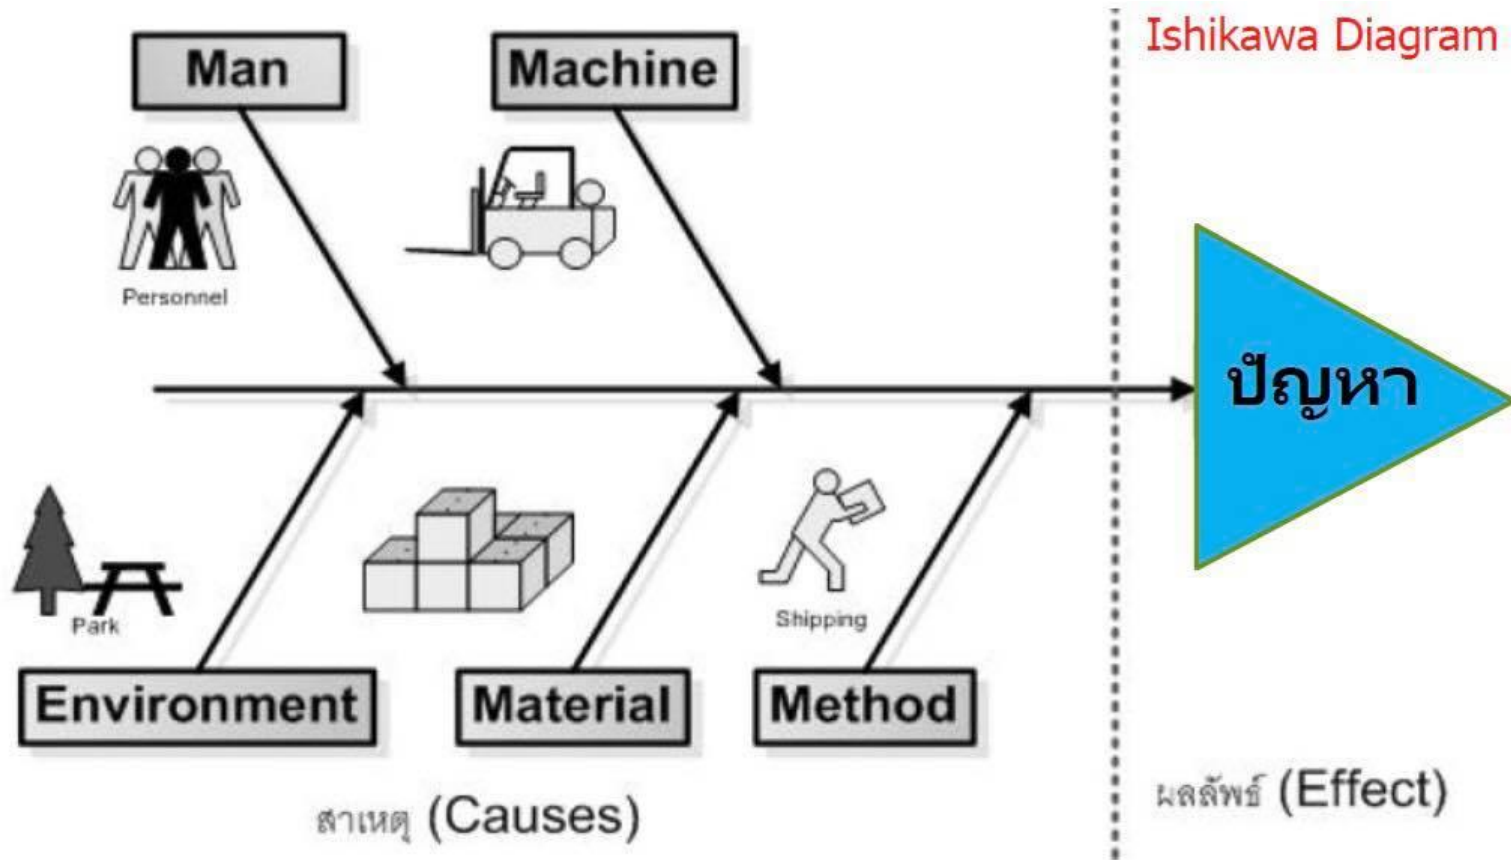 Ishikawa Diagram
Man
Machine
Personnel
ปัญหา
Park
Shipping
Environment
Material
Method
สาเหตุ (Causes)
ผลลัพธ์ (Effect)